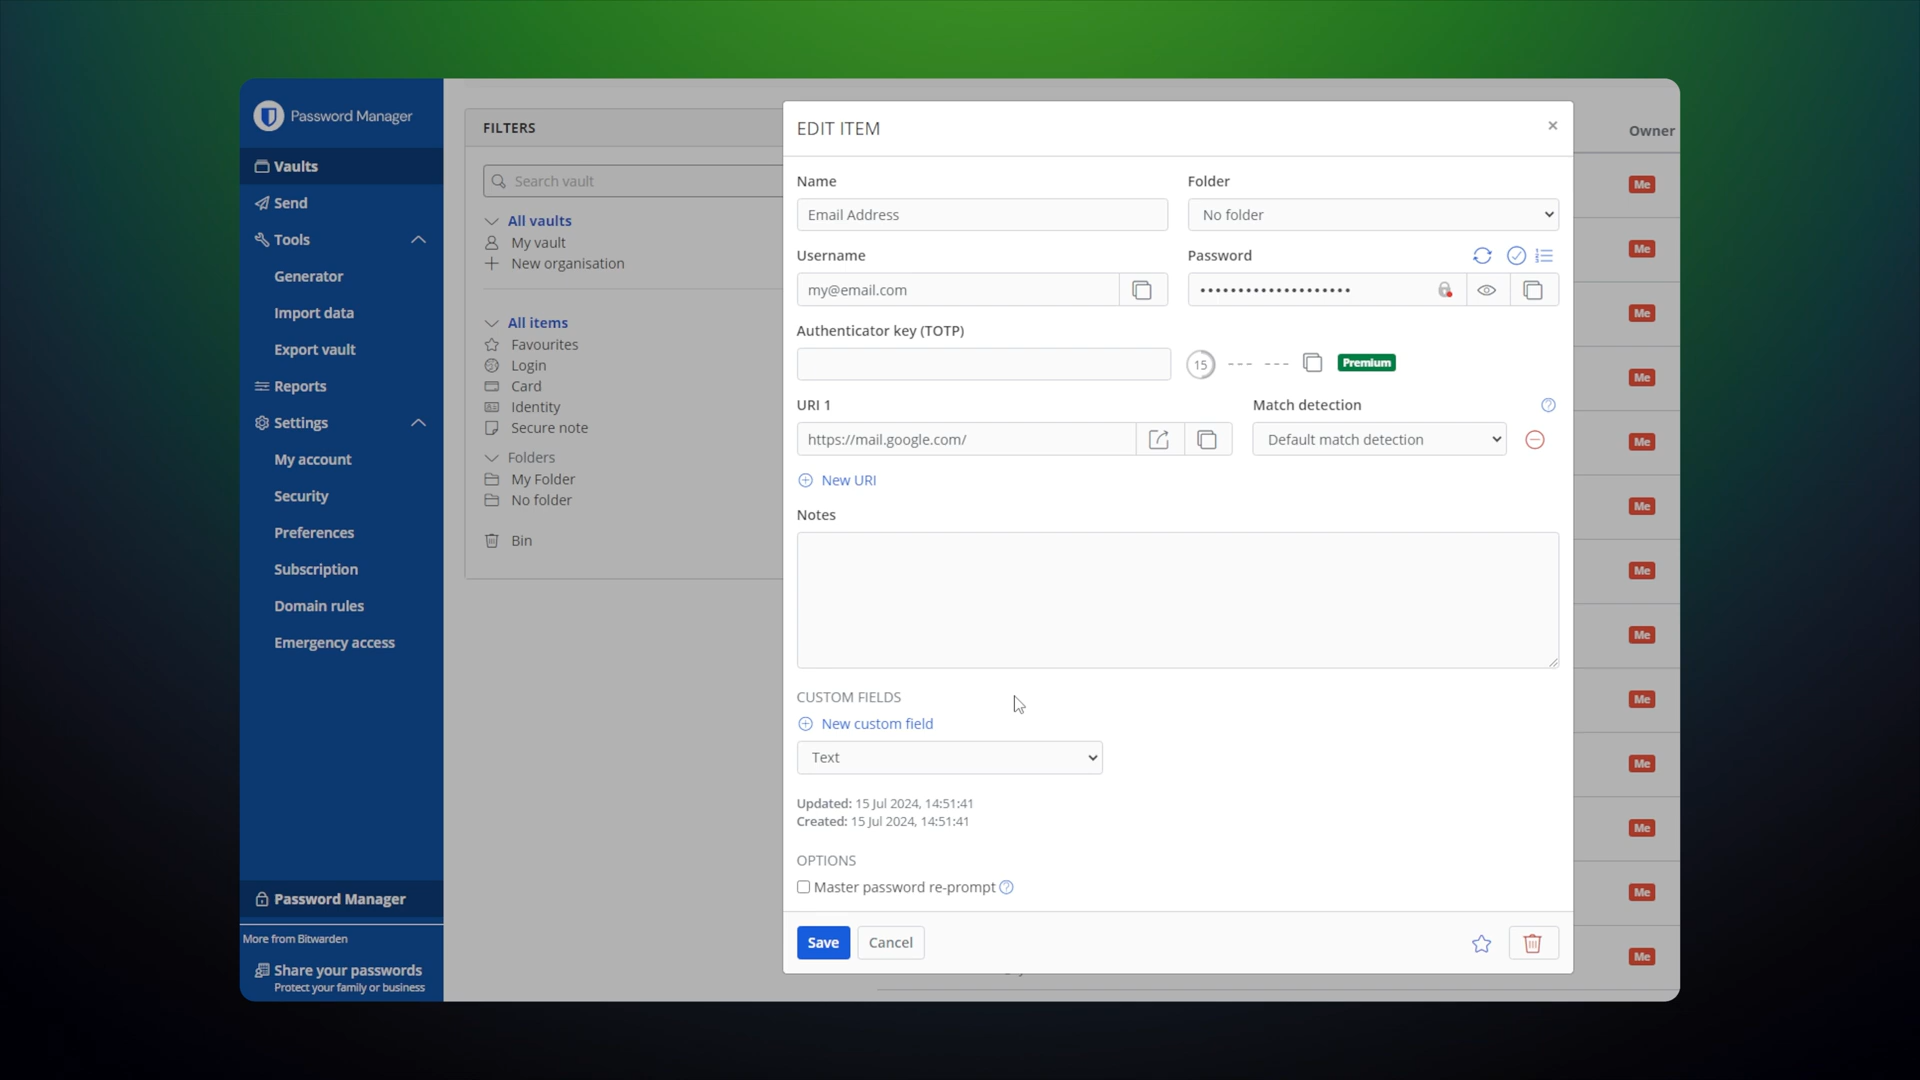 Password Manager
Vaults
Send
Tools
Generator
Import data
Export vault
Reports
Settings
My account
Security
Preferences
Subscription
Domain rules
Emergency access
Password Manager
More from Bitwarden
Share your passwords
Protect your family or business
FILTERS
Search vault
All vaults
My vault
New organisation
All items
Favourites
Login
Card
Identity
Secure note
Folders
My Folder
No folder
Bin
EDIT ITEM
Name
Folder
Email Address
No folder
Username
Password
my@email.com
••••••••••••••••••••
Authenticator key (TOTP)
15 --- --- Premium
URI 1
Match detection
https://mail.google.com/
Default match detection
New URI
Notes
CUSTOM FIELDS
New custom field
Text
Updated: 15 Jul 2024, 14:51:41
Created: 15 Jul 2024, 14:51:41
OPTIONS
Master password re-prompt
Save
Cancel
Owner
Me
Me
Me
Me
Me
Me
Me
Me
Me
Me
Me
Me
Me